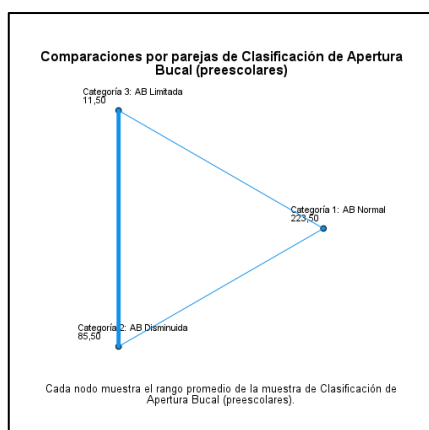 Comparaciones por parejas de Clasificación de Apertura
Bucal (preescolares)
Categoría 3: AB Limitada
11,50
Categoría 1: AB Normal
223,50
Categoría 2: AB Disminuida
85,50
Cada nodo muestra el rango promedio de la muestra de Clasificación de
Apertura Bucal (preescolares).